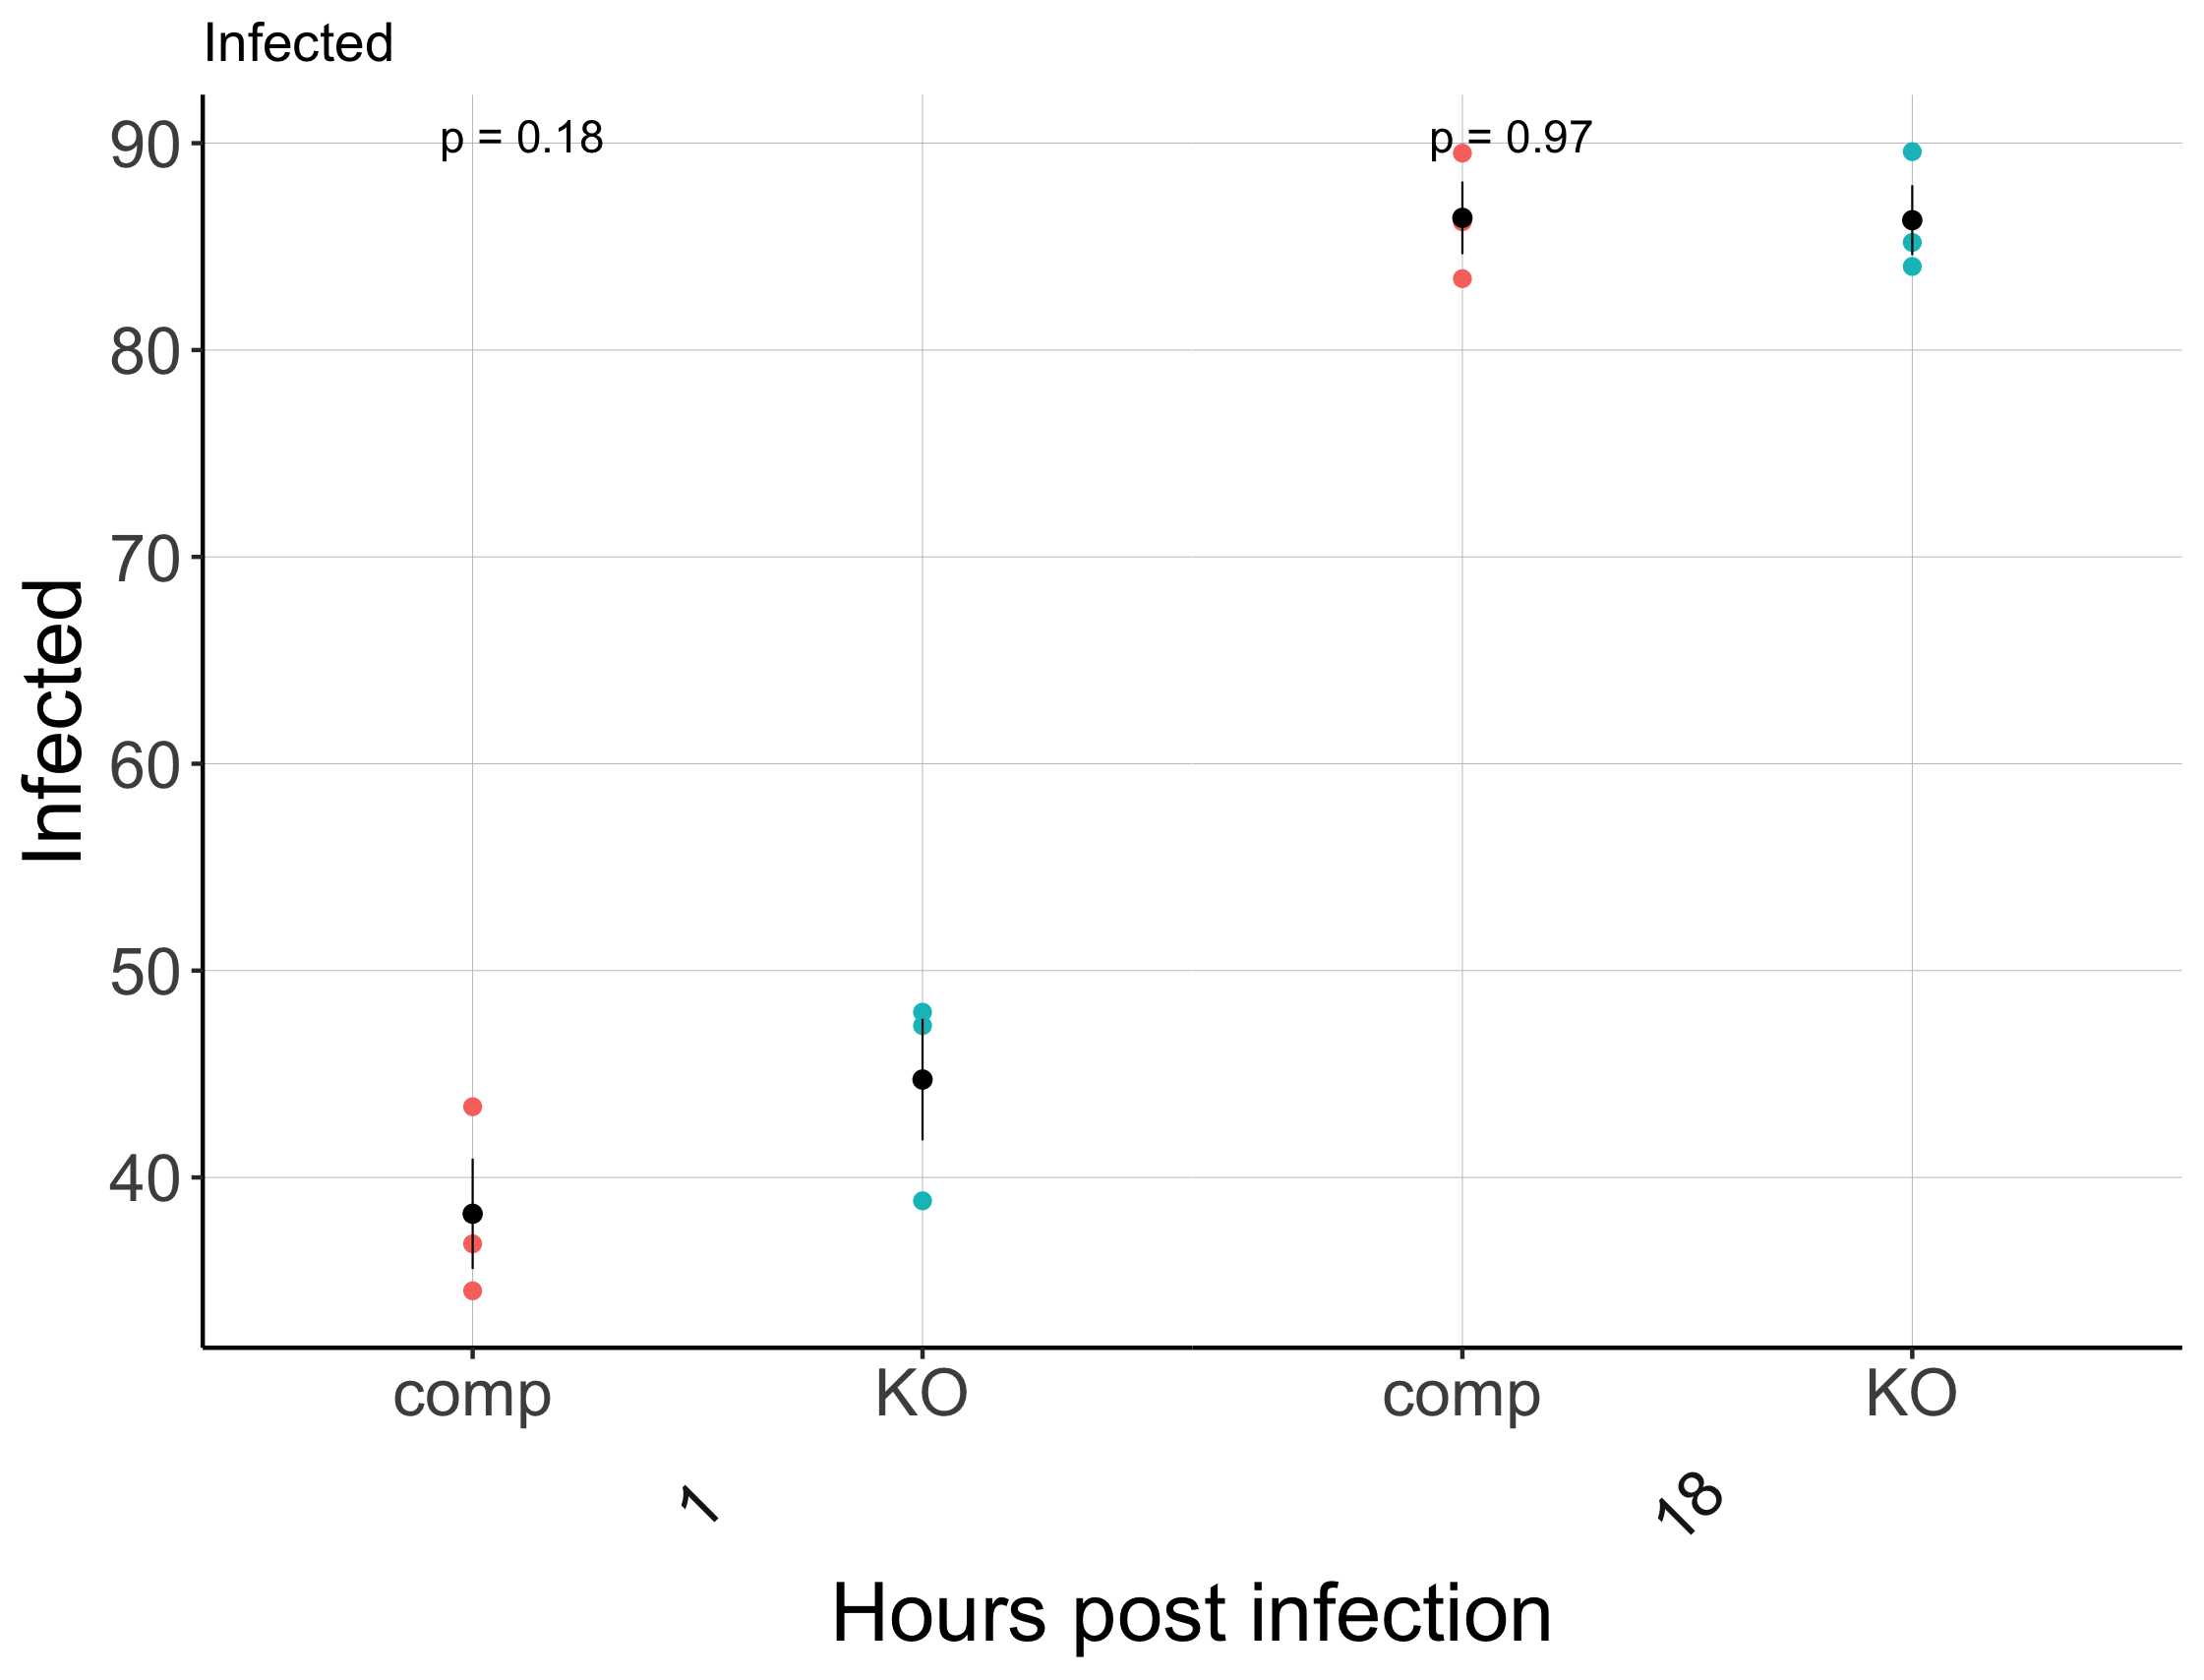 Infected
p = 0.18
p = 0.97
90
80
70
60
50
40
Infected
comp
KO
comp
KO
1
18
Hours post infection